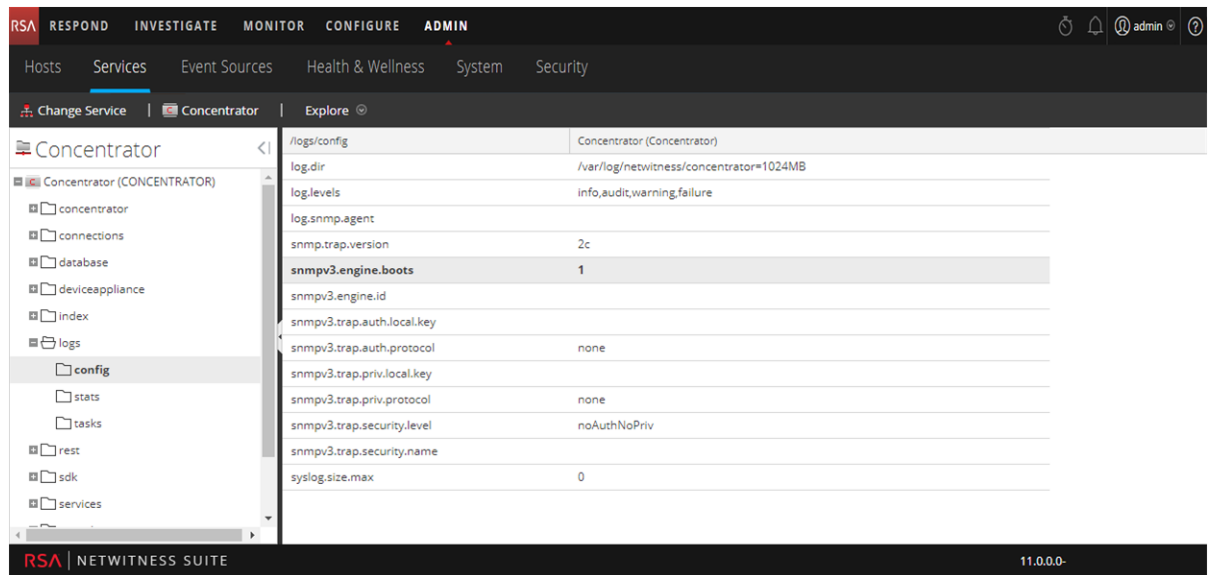 RSA RESPOND INVESTIGATE MONITOR CONFIGURE ADMIN admin ?
Hosts Services Event Sources Health & Wellness System Security
Change Service | C Concentrator | Explore
Concentrator
C Concentrator (CONCENTRATOR)
concentrator
connections
database
deviceappliance
index
logs
config
stats
tasks
rest
sdk
services
/logs/config Concentrator (Concentrator)
log.dir /var/log/netwitness/concentrator=1024MB
log.levels info,audit,warning,failure
log.snmp.agent
snmp.trap.version 2c
snmpv3.engine.boots 1
snmpv3.engine.id
snmpv3.trap.auth.local.key
snmpv3.trap.auth.protocol none
snmpv3.trap.priv.local.key
snmpv3.trap.priv.protocol none
snmpv3.trap.security.level noAuthNoPriv
snmpv3.trap.security.name
syslog.size.max 0
RSA | NETWITNESS SUITE 11.0.0.0-